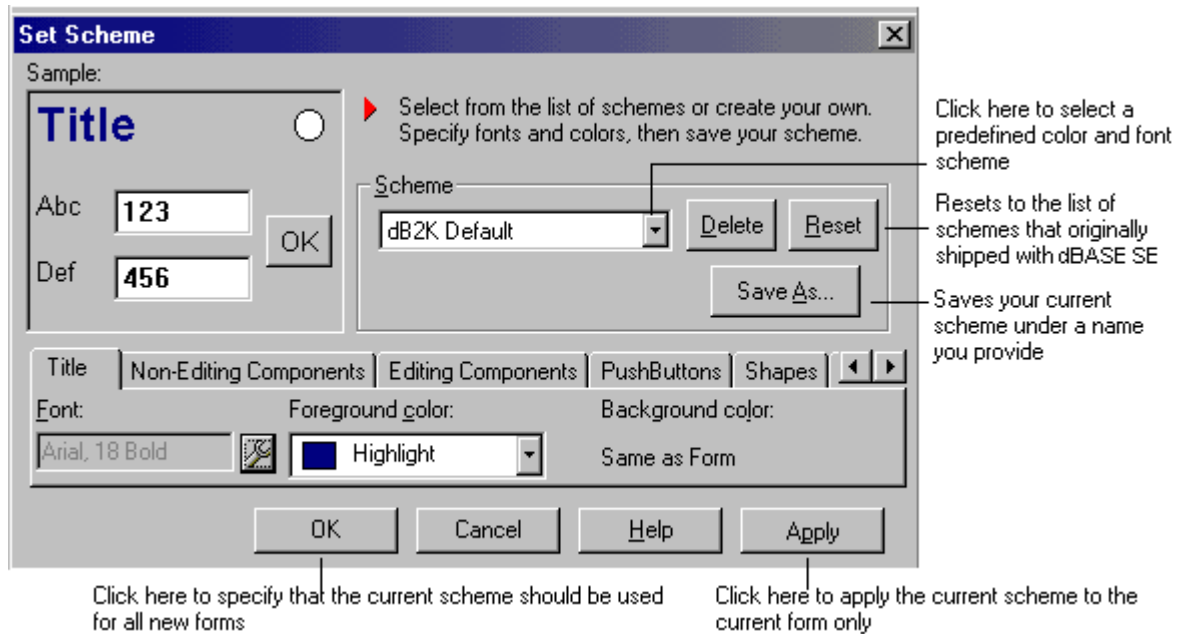 Set Scheme
Sample:
Title
Abc
123
OK
Def
456
Select from the list of schemes or create your own.
Specify fonts and colors, then save your scheme.
Scheme
dB2K Default
Delete
Reset
Save As...
Click here to select a
predefined color and font
scheme
Resets to the list of
schemes that originally
shipped with dBASE SE
Saves your current
scheme under a name
you provide
Title
Non-Editing Components
Editing Components
PushButtons
Shapes
Font:
Foreground color:
Background color:
Arial, 18 Bold
Highlight
Same as Form
OK
Cancel
Help
Apply
Click here to specify that the current scheme should be used
for all new forms
Click here to apply the current scheme to the
current form only